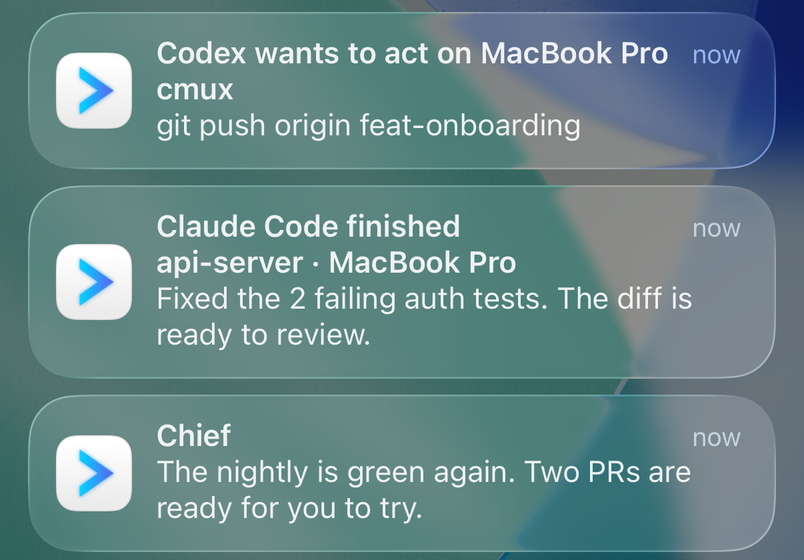 Codex wants to act on MacBook Pro now
cmux
git push origin feat-onboarding
Claude Code finished now
api-server · MacBook Pro
Fixed the 2 failing auth tests. The diff is
ready to review.
Chief now
The nightly is green again. Two PRs are
ready for you to try.